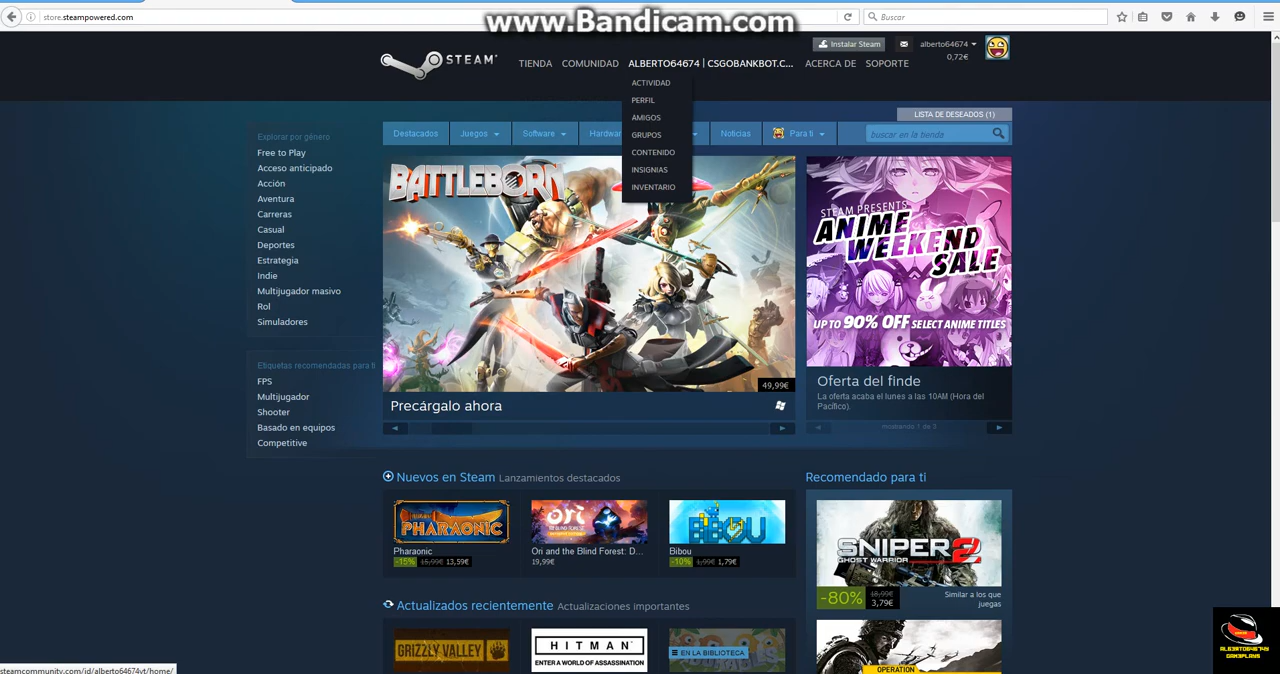 store.steampowered.com
www.Bandicam.com
Buscar
Instalar Steam
alberto64674
0,72€
STEAM
TIENDA
COMUNIDAD
ALBERTO64674 | CSGOBANKBOT.C...
ACERCA DE
SOPORTE
ACTIVIDAD
PERFIL
AMIGOS
GRUPOS
CONTENIDO
INSIGNIAS
INVENTARIO
LISTA DE DESEADOS (1)
Destacados
Juegos
Software
Hardwar
Noticias
Para ti
buscar en la tienda
Explorar por género
Free to Play
Acceso anticipado
Acción
Aventura
Carreras
Casual
Deportes
Estrategia
Indie
Multijugador masivo
Rol
Simuladores
Etiquetas recomendadas para ti
FPS
Multijugador
Shooter
Basado en equipos
Competitive
BATTLEBORN
49,99€
Precárgalo ahora
STEAM PRESENTS
ANIME
WEEKEND
SALE
UP TO 90% OFF SELECT ANIME TITLES
Oferta del finde
La oferta acaba el lunes a las 10AM (Hora del
Pacífico).
mostrando 1 de 3
Nuevos en Steam Lanzamientos destacados
PHARAONIC
Pharaonic
-15% 15,99€ 13,59€
ORI
Ori and the Blind Forest: D...
19,99€
BIBOU
Bibou
-10% 1,99€ 1,79€
Recomendado para ti
SNIPER 2
GHOST WARRIOR
-80% 18,99€
3,79€
Similar a los que
juegas
Actualizados recientemente Actualizaciones importantes
GRIZZLY VALLEY
HITMAN
ENTER A WORLD OF ASSASSINATION
EN LA BIBLIOTECA
OPERATION
steamcommunity.com/id/alberto64674yt/home/
ALBERTO64674Y
GAMEPLAYS